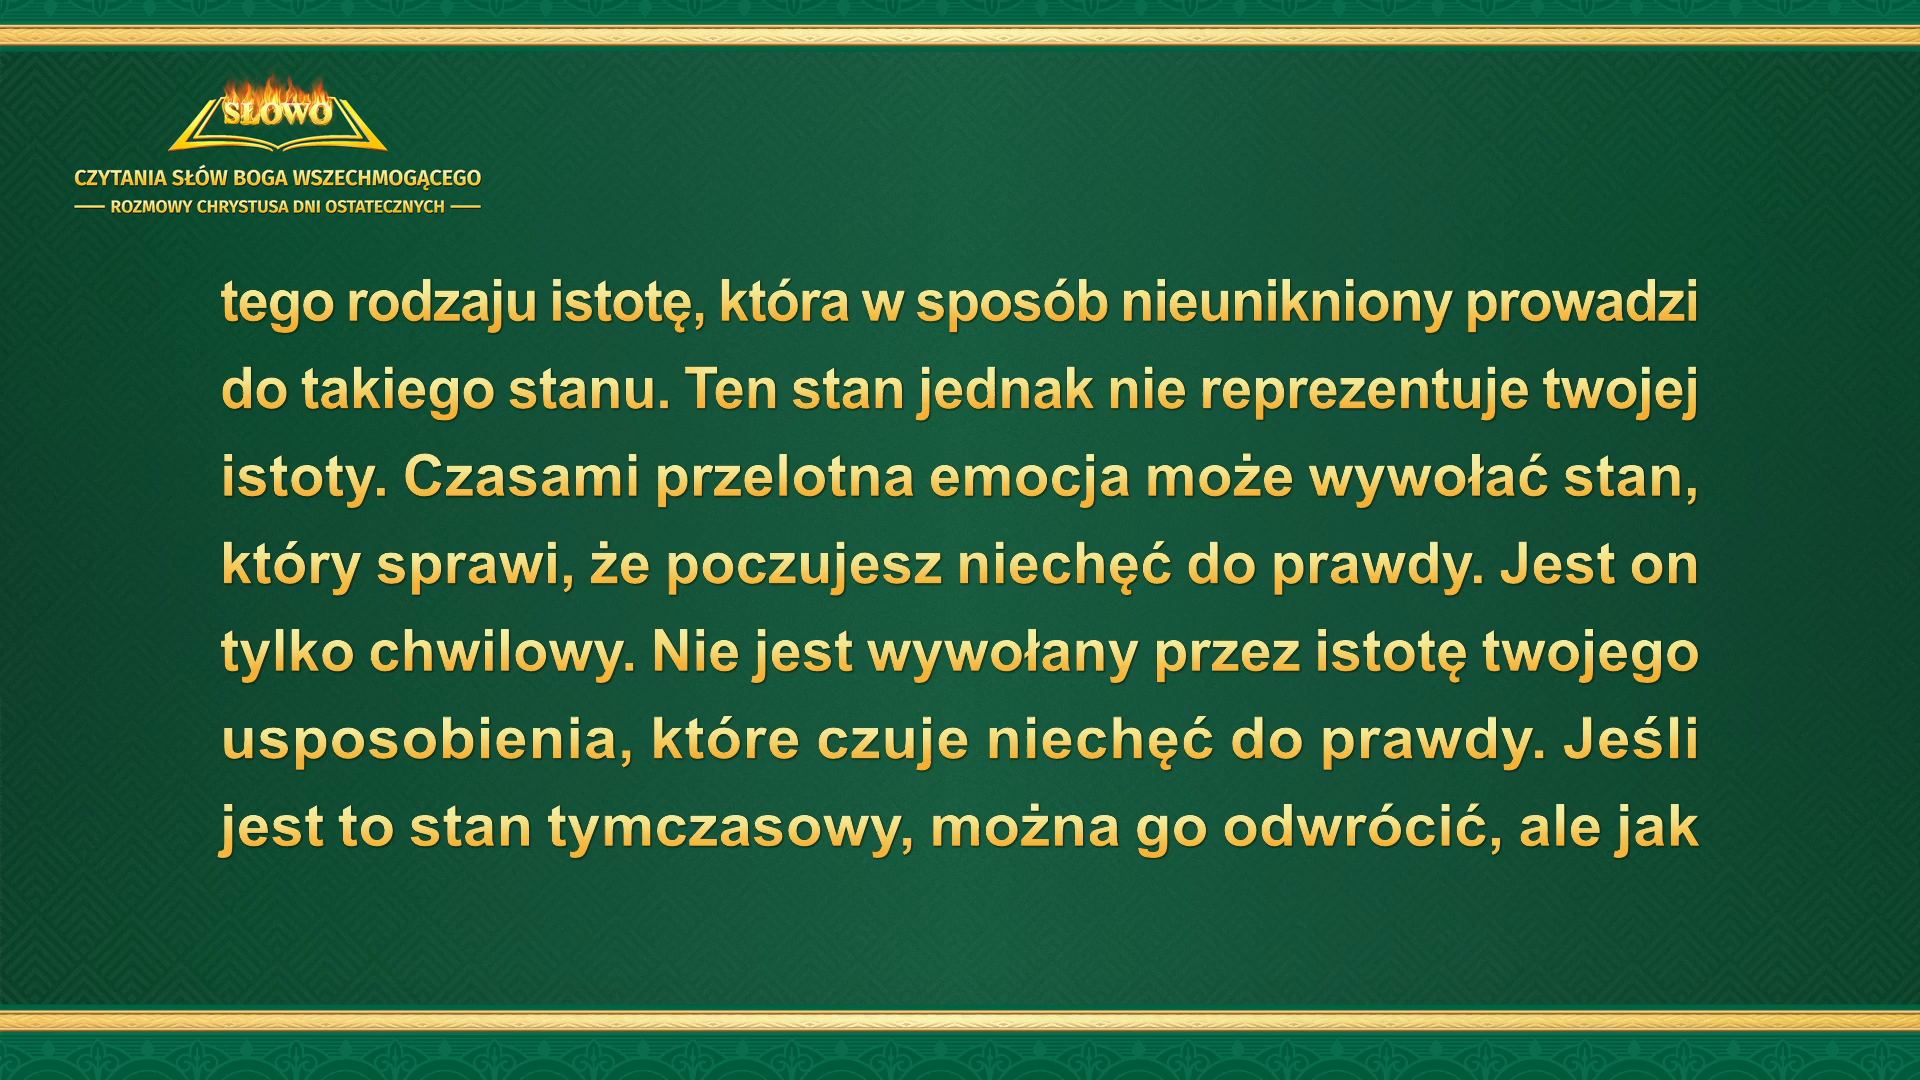 SŁOWO
CZYTANIA SŁÓW BOGA WSZECHMOGĄCEGO
ROZMOWY CHRYSTUSA DNI OSTATECZNYCH
tego rodzaju istotę, która w sposób nieunikniony prowadzi
do takiego stanu. Ten stan jednak nie reprezentuje twojej
istoty. Czasami przelotna emocja może wywołać stan,
który sprawi, że poczujesz niechęć do prawdy. Jest on
tylko chwilowy. Nie jest wywołany przez istotę twojego
usposobienia, które czuje niechęć do prawdy. Jeśli
jest to stan tymczasowy, można go odwrócić, ale jak